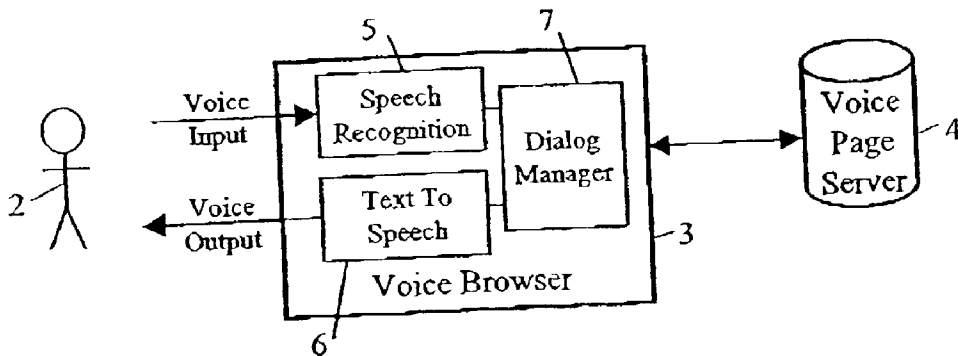 5
7
Voice
Input
Speech
Recognition
Dialog
Manager
Voice
Page
Server
4
2
Voice
Output
Text To
Speech
3
Voice Browser
6